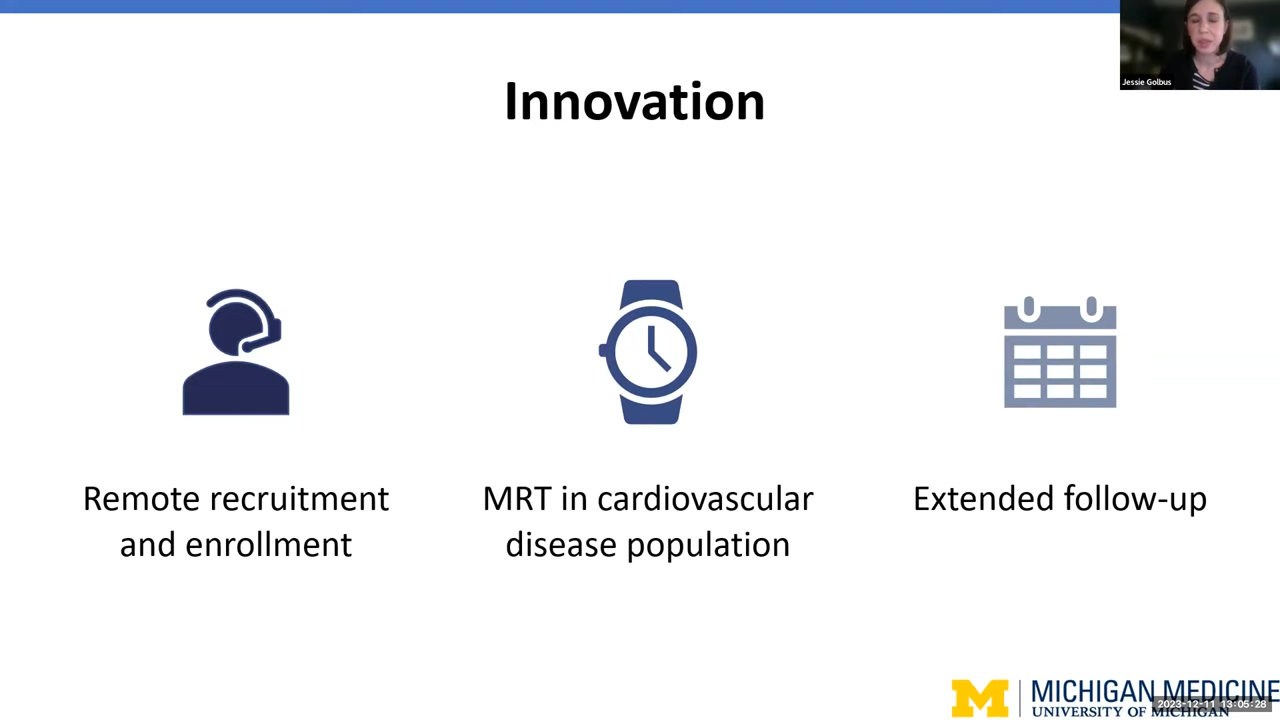 Jessie Golbus
Innovation
Remote recruitment
and enrollment
MRT in cardiovascular
disease population
Extended follow-up
M
MICHIGAN MEDICINE
UNIVERSITY OF MICHIGAN
2023-12-11 13:05:28